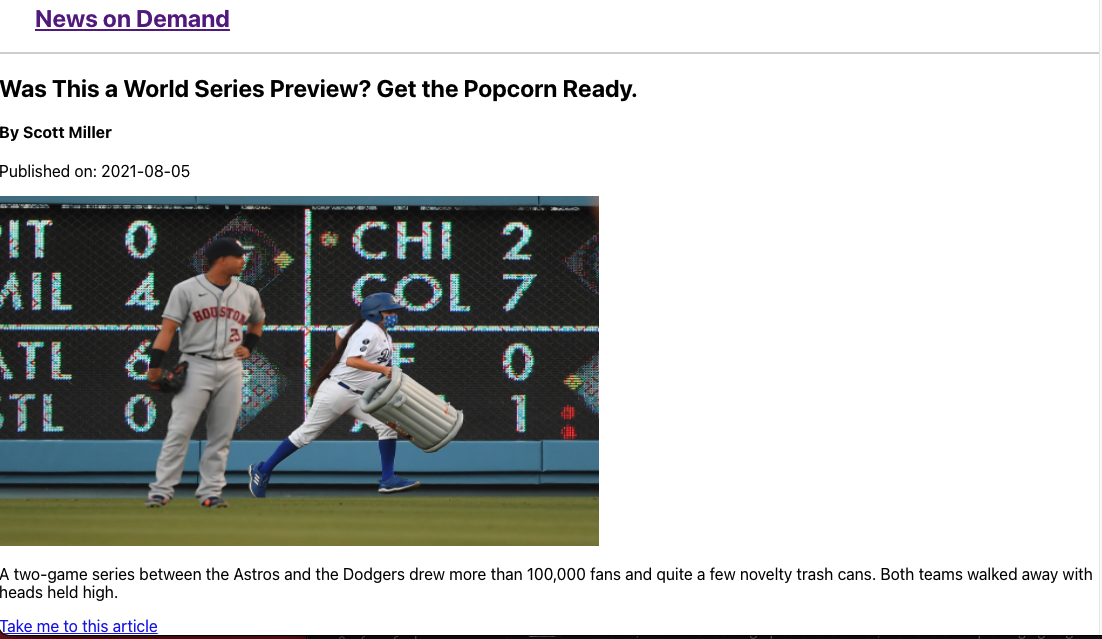 News on Demand
Was This a World Series Preview? Get the Popcorn Ready.
By Scott Miller
Published on: 2021-08-05
0 CHI 2
4 COL 7
ATL 6 0
STL 0 1
HOUSTON
25
A two-game series between the Astros and the Dodgers drew more than 100,000 fans and quite a few novelty trash cans. Both teams walked away with
heads held high.
Take me to this article